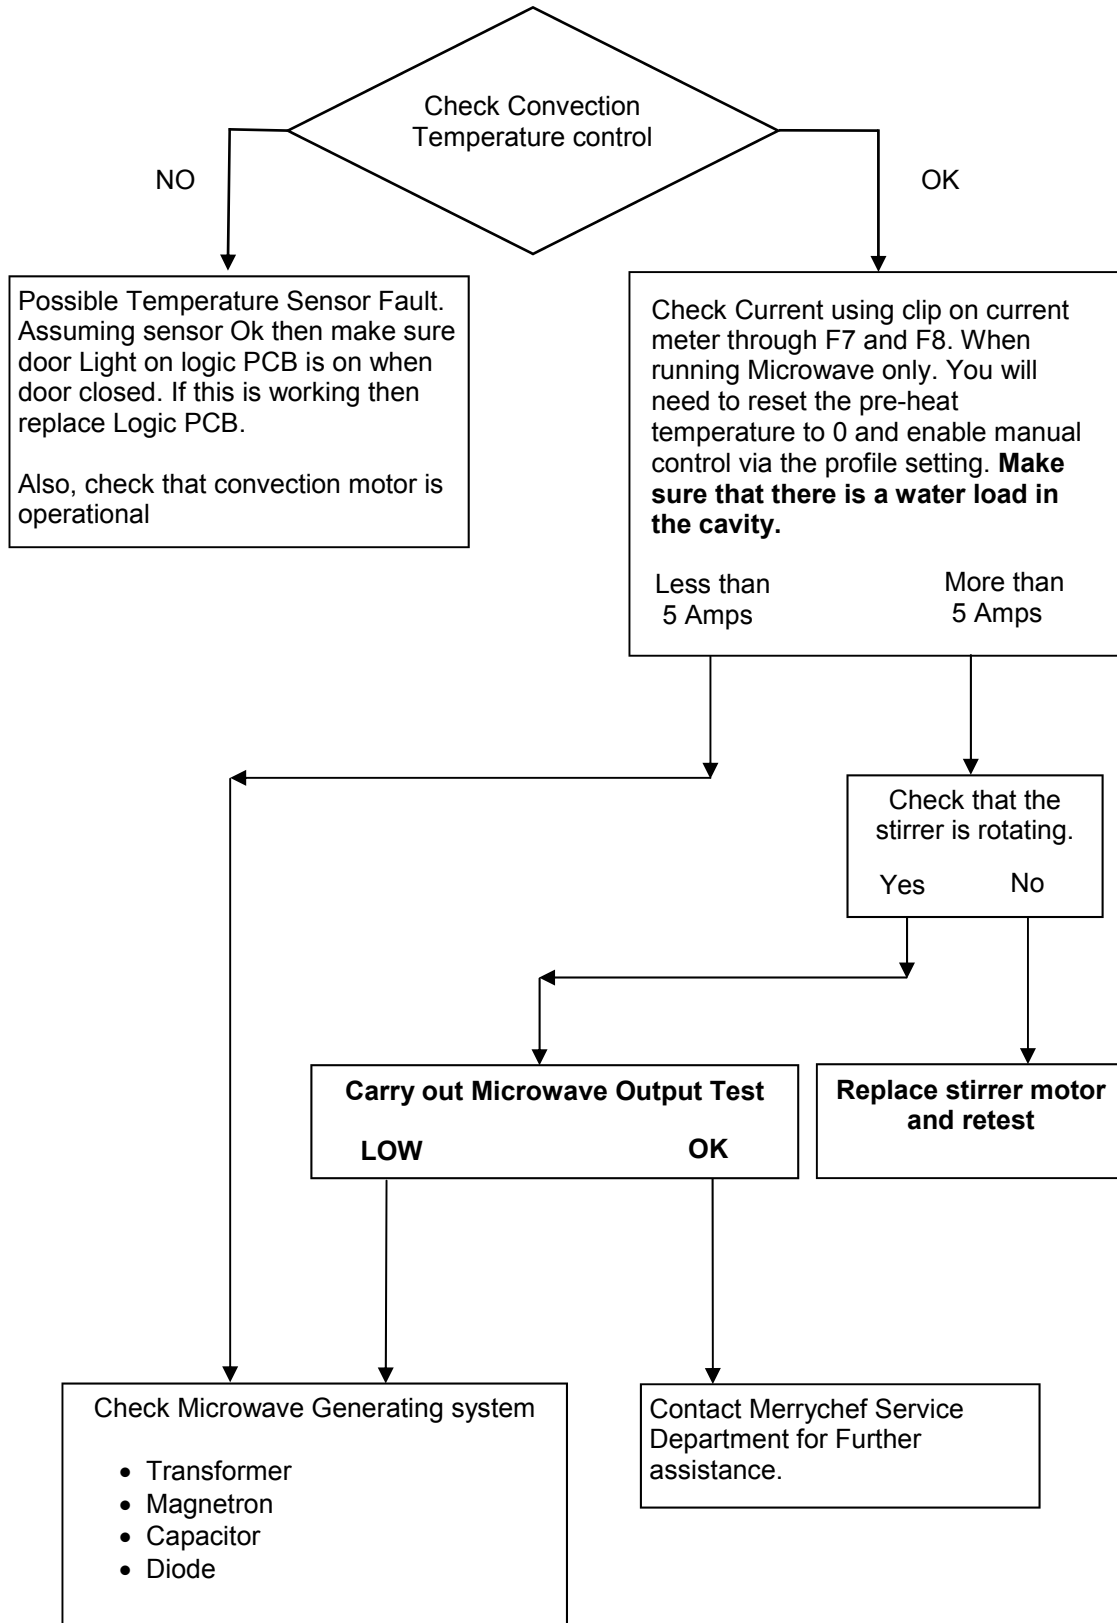 Check Convection
Temperature control
NO
OK
Possible Temperature Sensor Fault.
Assuming sensor Ok then make sure
door Light on logic PCB is on when
door closed. If this is working then
replace Logic PCB.
Also, check that convection motor is
operational
Check Current using clip on current
meter through F7 and F8. When
running Microwave only. You will
need to reset the pre-heat
temperature to 0 and enable manual
control via the profile setting. Make
sure that there is a water load in
the cavity.
Less than
5 Amps
More than
5 Amps
Check that the
stirrer is rotating.
Yes No
Carry out Microwave Output Test
LOW OK
Replace stirrer motor
and retest
Check Microwave Generating system
• Transformer
• Magnetron
• Capacitor
• Diode
Contact Merrychef Service
Department for Further
assistance.